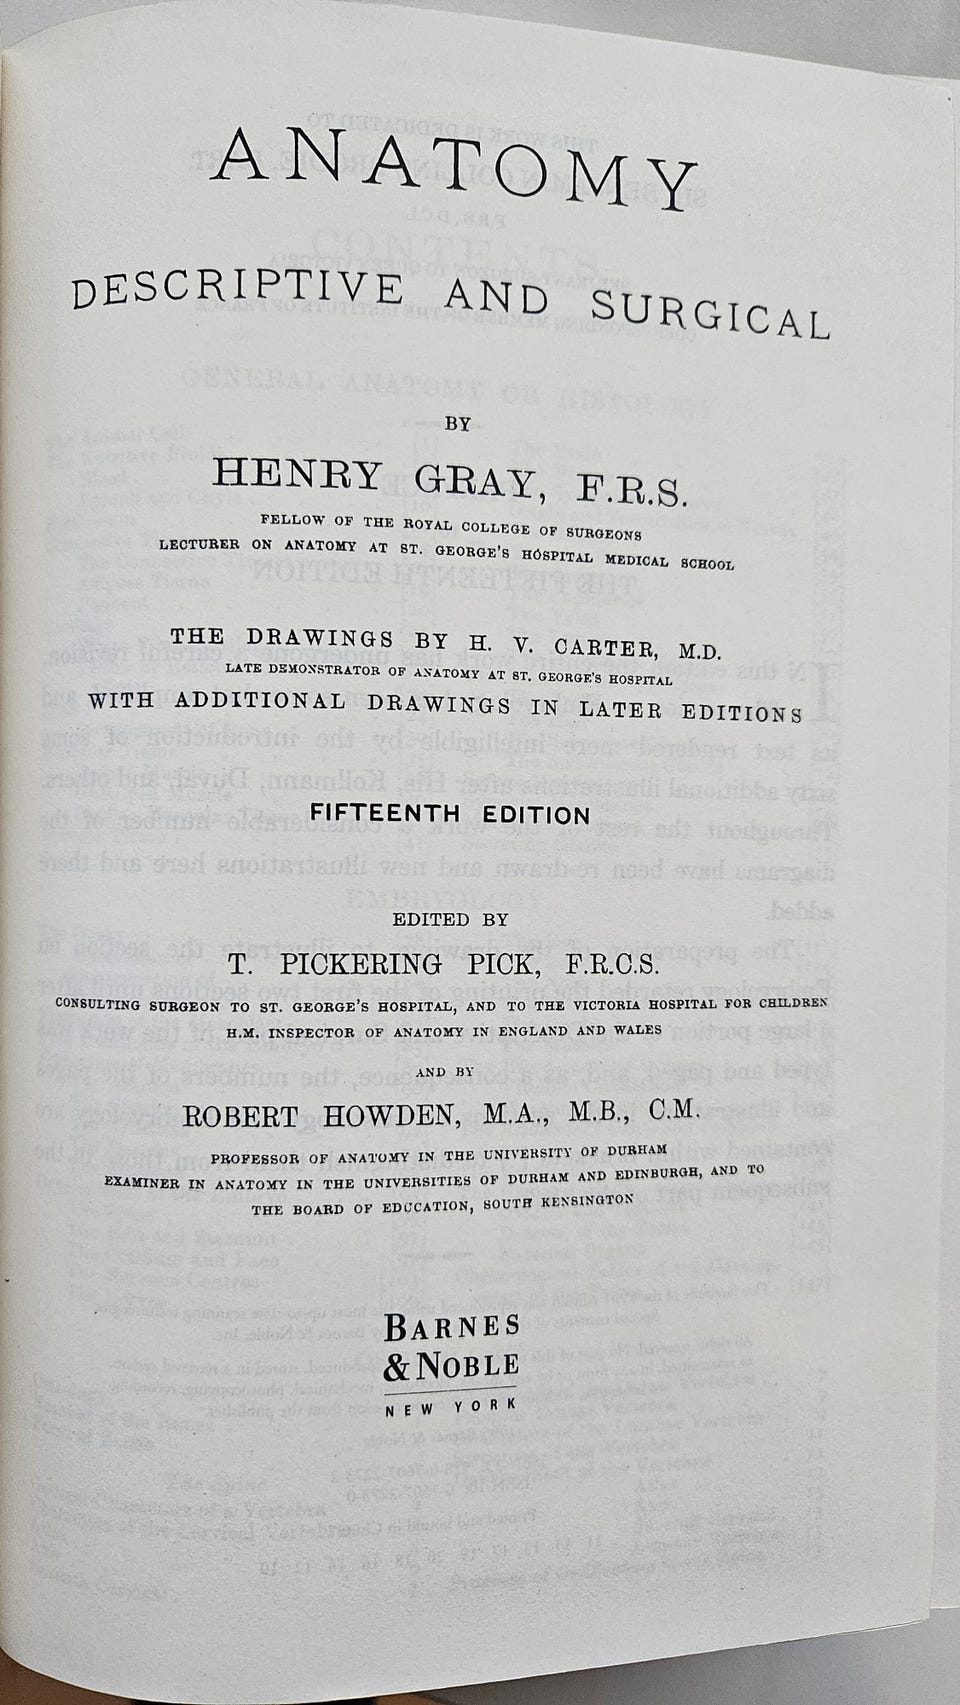 ANATOMY
DESCRIPTIVE AND SURGICAL
BY
HENRY GRAY, F.R.S.
FELLOW OF THE ROYAL COLLEGE OF SURGEONS
LECTURER ON ANATOMY AT ST. GEORGE'S HOSPITAL MEDICAL SCHOOL
THE DRAWINGS BY H. V. CARTER, M.D.
LATE DEMONSTRATOR OF ANATOMY AT ST. GEORGE'S HOSPITAL
WITH ADDITIONAL DRAWINGS IN LATER EDITIONS
FIFTEENTH EDITION
EDITED BY
T. PICKERING PICK, F.R.C.S.
CONSULTING SURGEON TO ST. GEORGE'S HOSPITAL, AND TO THE VICTORIA HOSPITAL FOR CHILDREN
H.M. INSPECTOR OF ANATOMY IN ENGLAND AND WALES
AND BY
ROBERT HOWDEN, M.A., M.B., C.M.
PROFESSOR OF ANATOMY IN THE UNIVERSITY OF DURHAM
EXAMINER IN ANATOMY IN THE UNIVERSITIES OF DURHAM AND EDINBURGH, AND TO
THE BOARD OF EDUCATION, SOUTH KENSINGTON
BARNES
& NOBLE
NEW YORK